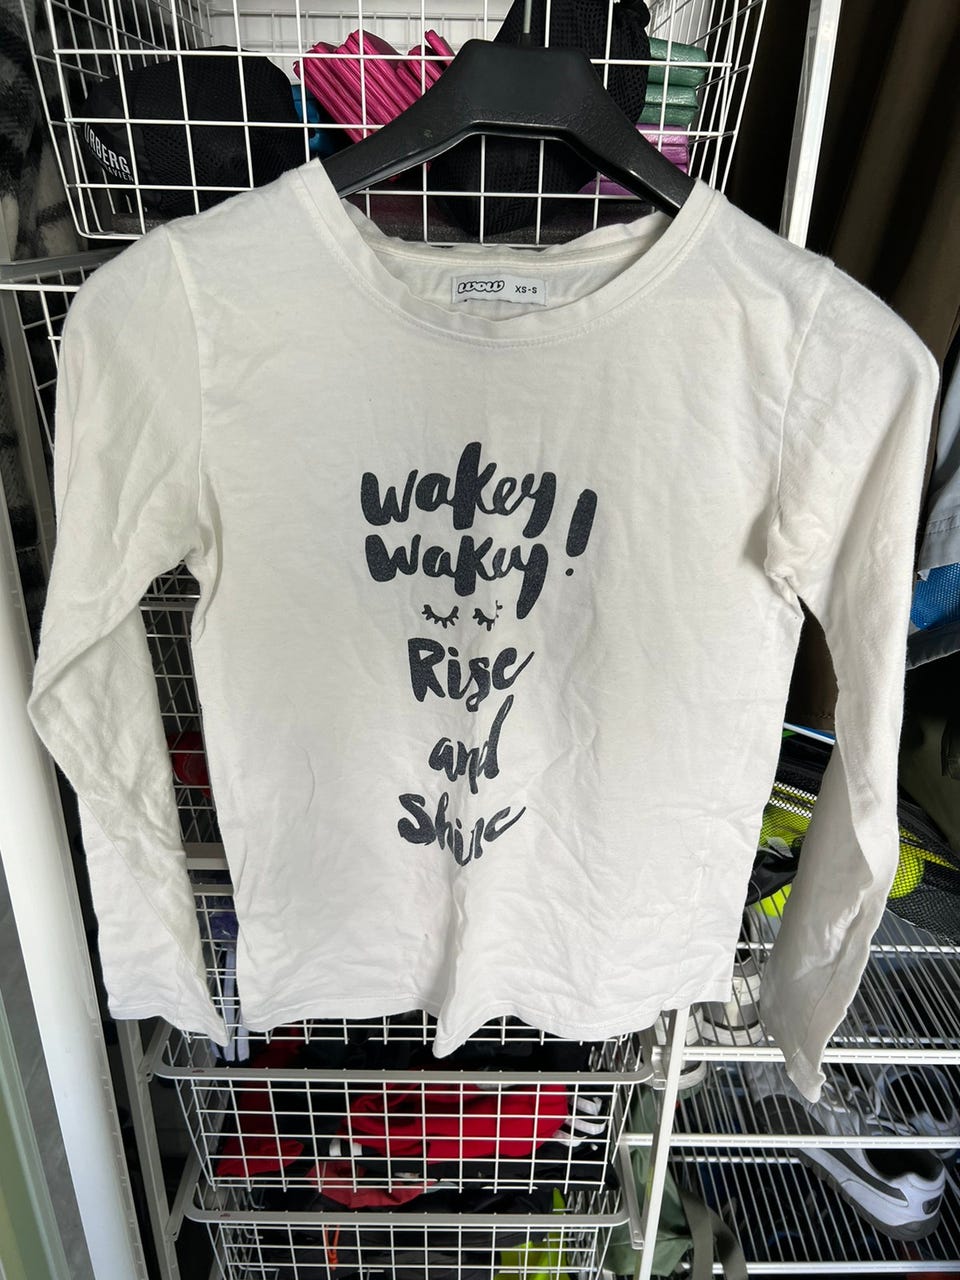 wow XS-S
Wakey
Wakey!
Rise
and
Shine